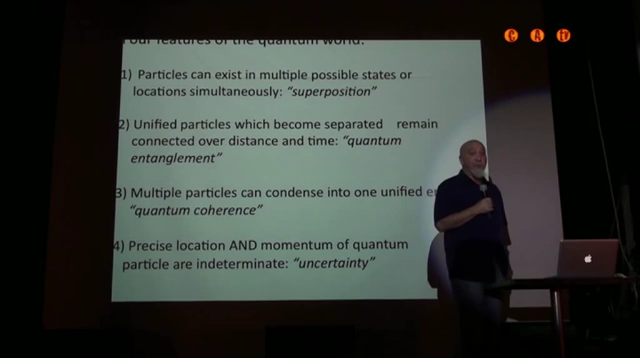 C A tv
our features of the quantum world:
1) Particles can exist in multiple possible states or
locations simultaneously: “superposition”
2) Unified particles which become separated remain
connected over distance and time: “quantum
entanglement”
3) Multiple particles can condense into one unified
“quantum coherence”
4) Precise location AND momentum of quantum
particle are indeterminate: “uncertainty”